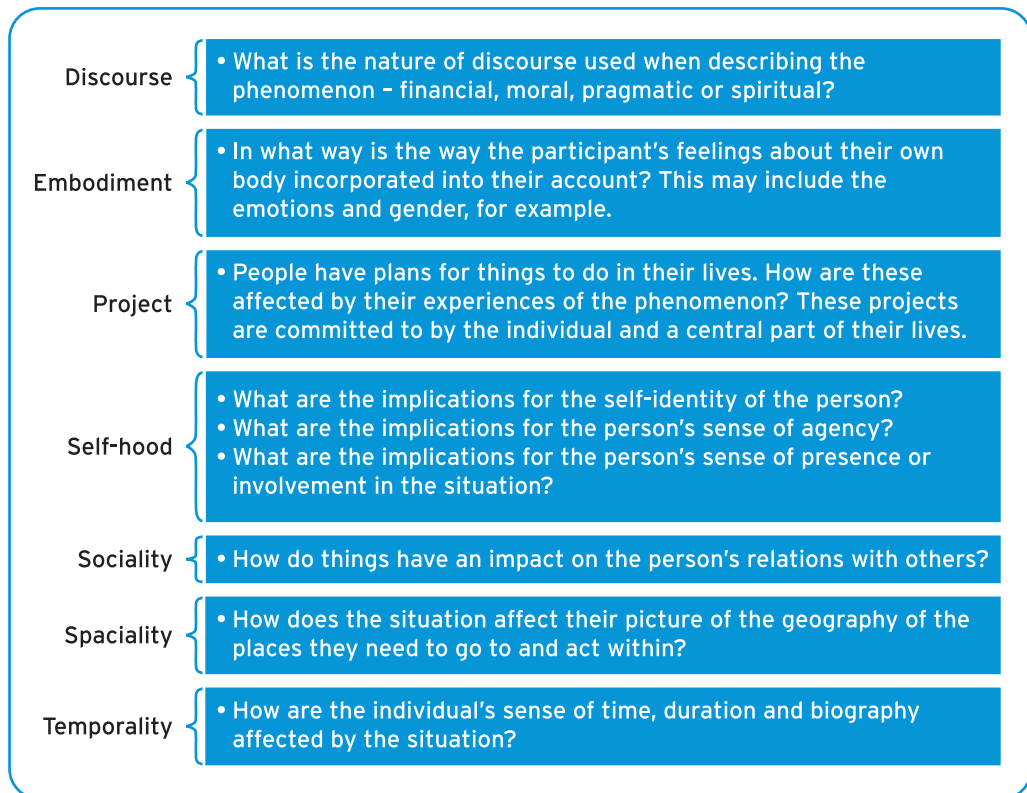 Discourse
• What is the nature of discourse used when describing the
phenomenon – financial, moral, pragmatic or spiritual?
Embodiment
• In what way is the way the participant's feelings about their own
body incorporated into their account? This may include the
emotions and gender, for example.
Project
• People have plans for things to do in their lives. How are these
affected by their experiences of the phenomenon? These projects
are committed to by the individual and a central part of their lives.
Self-hood
• What are the implications for the self-identity of the person?
• What are the implications for the person's sense of agency?
• What are the implications for the person's sense of presence or
involvement in the situation?
Sociality
• How do things have an impact on the person's relations with others?
Spaciality
• How does the situation affect their picture of the geography of the
places they need to go to and act within?
Temporality
• How are the individual's sense of time, duration and biography
affected by the situation?